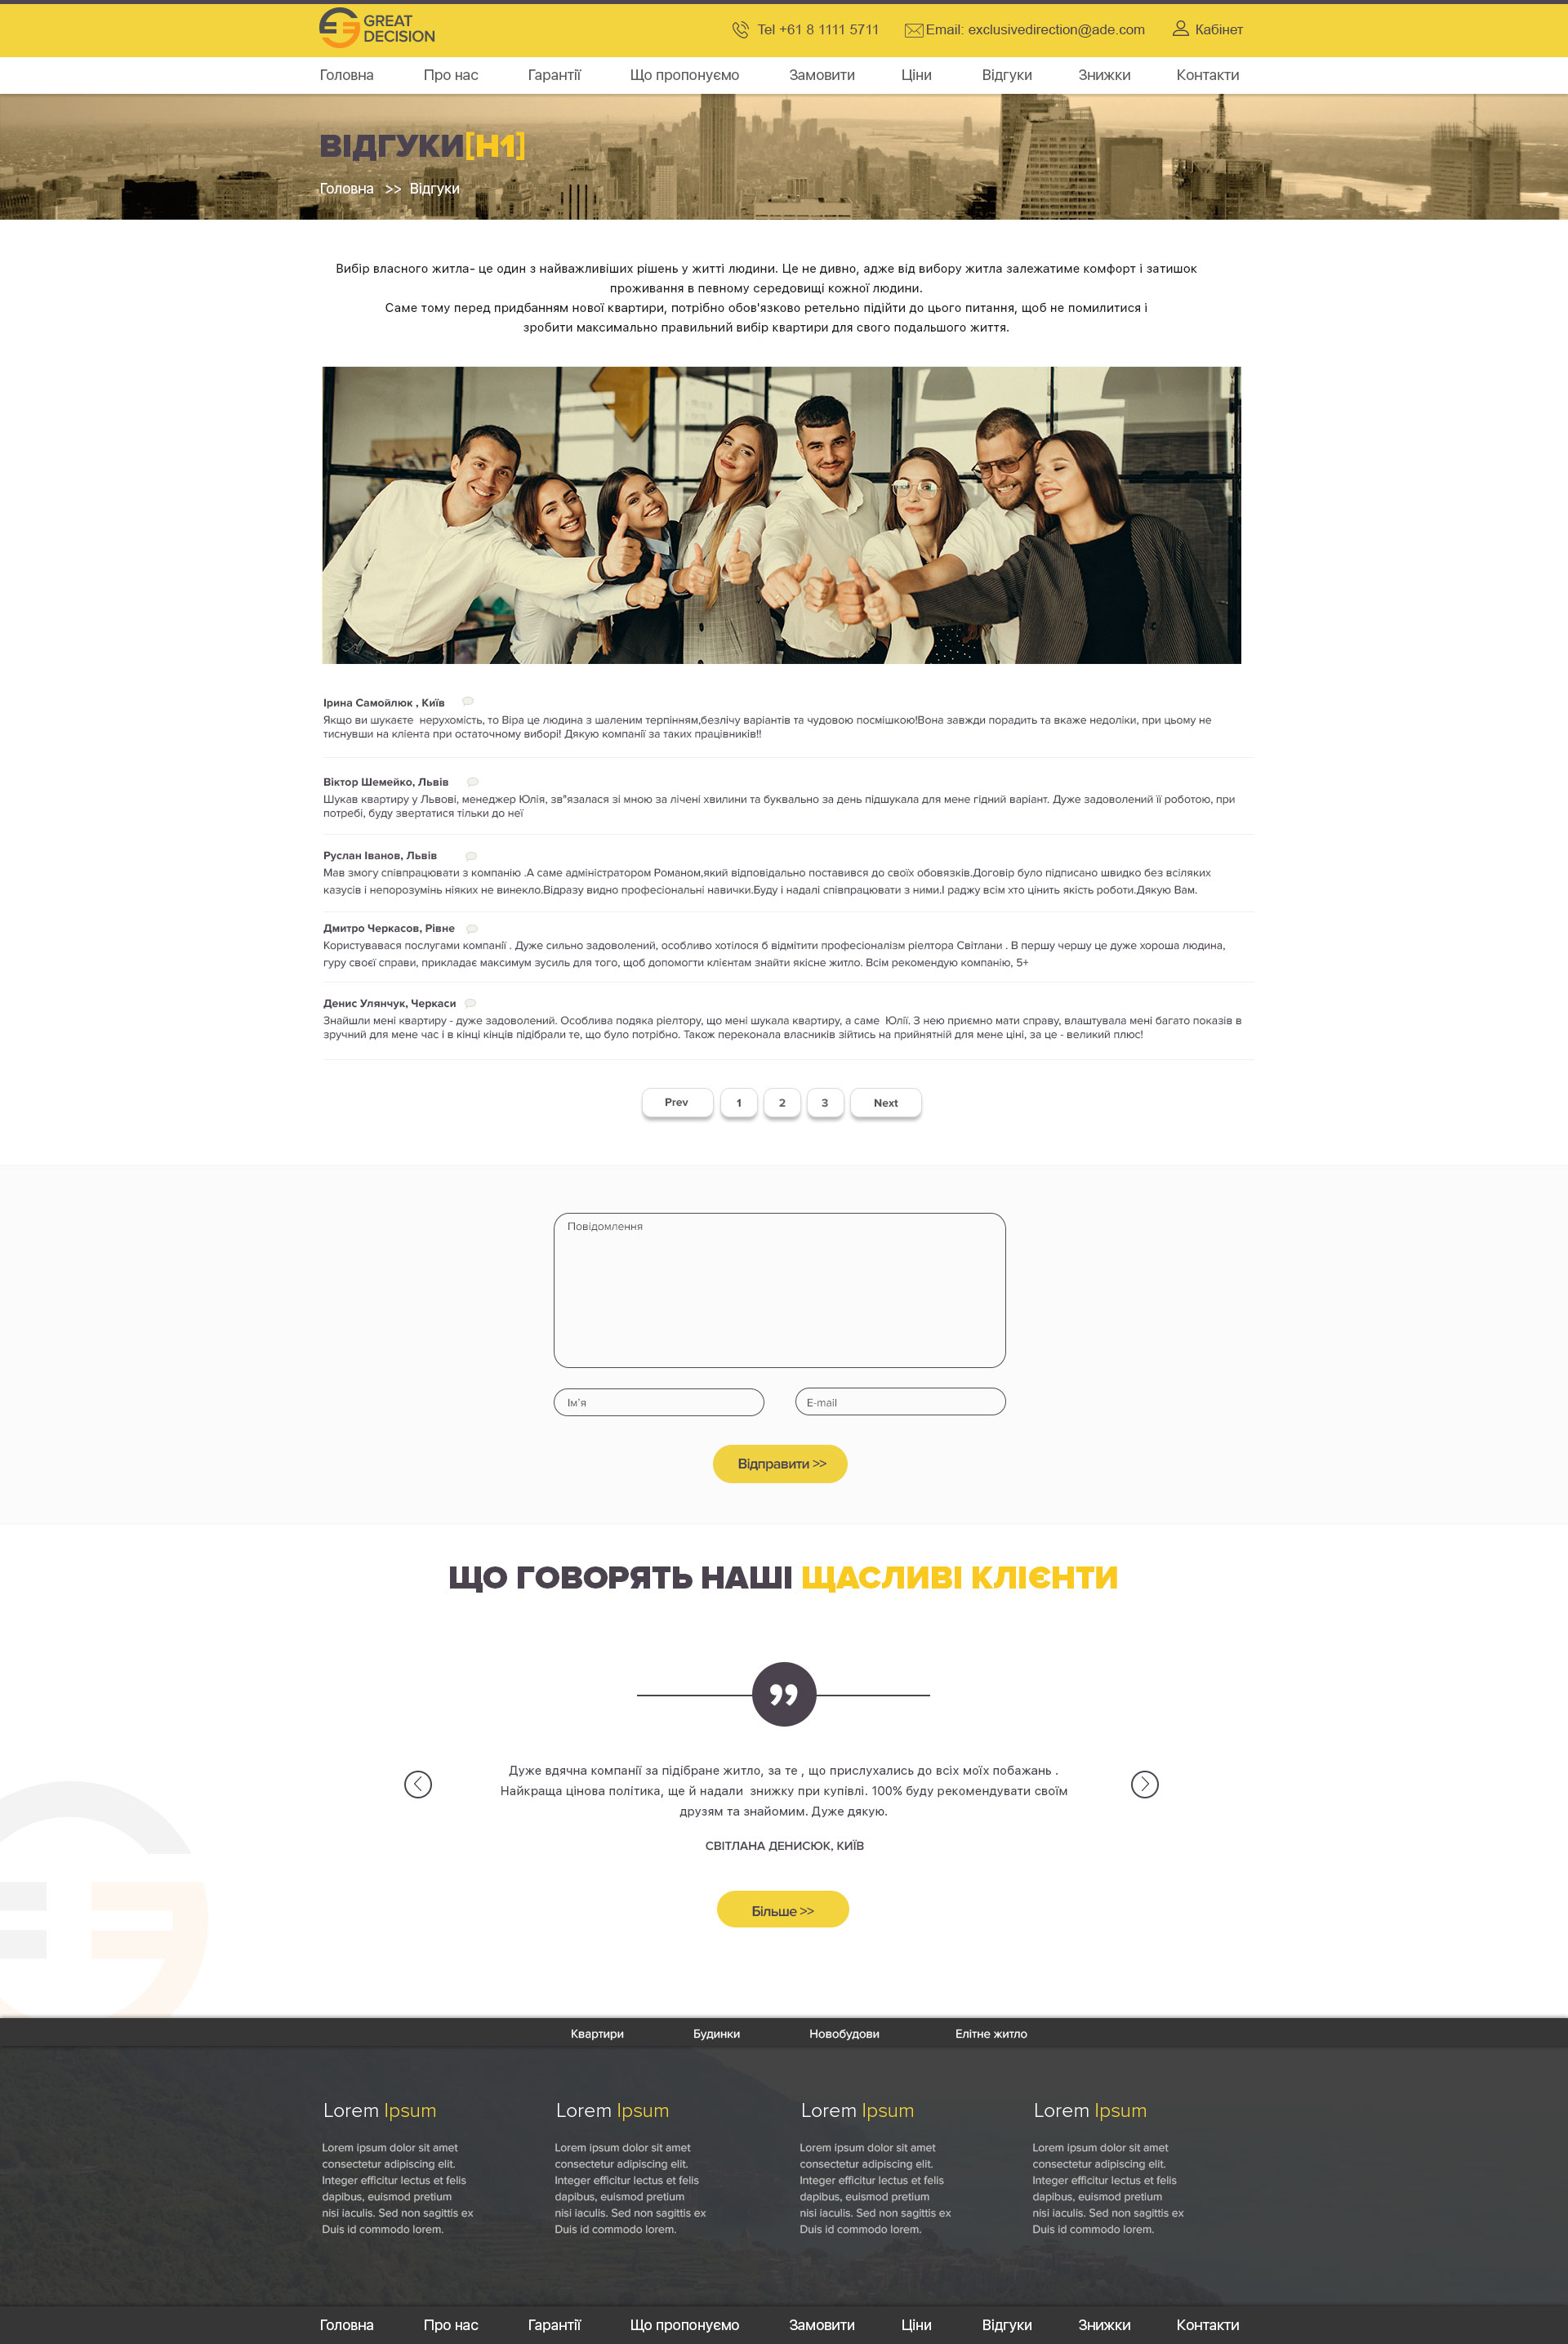 GREAT
DECISION
Tel +61 8 1111 5711
Email: exclusivedirection@ade.com
Кабінет
Головна Про нас Гарантії Що пропонуємо Замовити Ціни Відгуки Знижки Контакти
ВІДГУКИ[H1]
Головна >> Відгуки
Вибір власного житла- це один з найважливіших рішень у житті людини. Це не дивно, адже від вибору житла залежатиме комфорт і затишок
проживання в певному середовищі кожної людини.
Саме тому перед придбанням нової квартири, потрібно обов'язково ретельно підійти до цього питання, щоб не помилитися і
зробити максимально правильний вибір квартири для свого подальшого життя.
Ірина Самойлюк , Київ
Якщо ви шукаєте  нерухомість, то Віра це людина з шаленим терпінням,безлічу варіантів та чудовою посмішкою!Вона завжди порадить та вкаже недоліки, при цьому не
тиснувши на клієнта при остаточному виборі! Дякую компанії за таких працівників!!
Віктор Шемейко, Львів
Шукав квартиру у Львові, менеджер Юлія, зв"язалася зі мною за лічені хвилини та буквально за день підшукала для мене гідний варіант. Дуже задоволений її роботою, при
потребі, буду звертатися тільки до неї
Руслан Іванов, Львів
Мав змогу співпрацювати з компанію .А саме адміністратором Романом,який відповідально поставився до своїх обовязків.Договір було підписано швидко без всіляких
казусів і непорозумінь ніяких не винекло.Відразу видно професіональні навички.Буду і надалі співпрацювати з ними.І раджу всім хто цінить якість роботи.Дякую Вам.
Дмитро Черкасов, Рівне
Користувавася послугами компанії . Дуже сильно задоволений, особливо хотілося б відмітити професіоналізм ріелтора Світлани . В першу чершу це дуже хороша людина,
гуру своєї справи, прикладає максимум зусиль для того, щоб допомогти клієнтам знайти якісне житло. Всім рекомендую компанію, 5+
Денис Улянчук, Черкаси
Знайшли мені квартиру - дуже задоволений. Особлива подяка ріелтору, що мені шукала квартиру, а саме  Юлії. З нею приємно мати справу, влаштувала мені багато показів в
зручний для мене час і в кінці кінців підібрали те, що було потрібно. Також переконала власників зійтись на прийнятній для мене ціні, за це - великий плюс!
Prev 1 2 3 Next
Повідомлення
Ім'я
E-mail
Відправити >>
ЩО ГОВОРЯТЬ НАШІ ЩАСЛИВІ КЛІЄНТИ
Дуже вдячна компанії за підібране житло, за те , що прислухались до всіх моїх побажань .
Найкраща цінова політика, ще й надали  знижку при купівлі. 100% буду рекомендувати своїм
друзям та знайомим. Дуже дякую.
СВІТЛАНА ДЕНИСЮК, КИЇВ
Більше >>
Квартири Будинки Новобудови Елітне житло
Lorem Ipsum
Lorem ipsum dolor sit amet
consectetur adipiscing elit.
Integer efficitur lectus et felis
dapibus, euismod pretium
nisi iaculis. Sed non sagittis ex
Duis id commodo lorem.
Lorem Ipsum
Lorem ipsum dolor sit amet
consectetur adipiscing elit.
Integer efficitur lectus et felis
dapibus, euismod pretium
nisi iaculis. Sed non sagittis ex
Duis id commodo lorem.
Lorem Ipsum
Lorem ipsum dolor sit amet
consectetur adipiscing elit.
Integer efficitur lectus et felis
dapibus, euismod pretium
nisi iaculis. Sed non sagittis ex
Duis id commodo lorem.
Lorem Ipsum
Lorem ipsum dolor sit amet
consectetur adipiscing elit.
Integer efficitur lectus et felis
dapibus, euismod pretium
nisi iaculis. Sed non sagittis ex
Duis id commodo lorem.
Головна Про нас Гарантії Що пропонуємо Замовити Ціни Відгуки Знижки Контакти